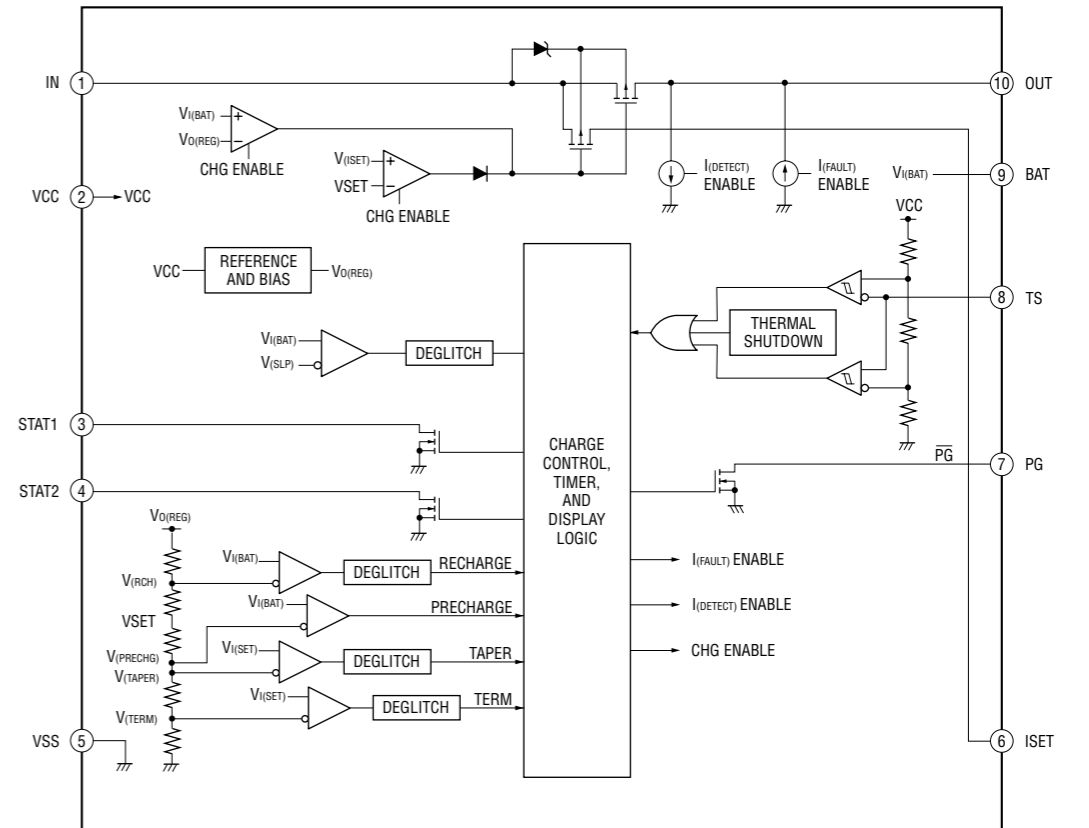 IN 1
10 OUT
VI(BAT)
+
VO(REG)
−
CHG ENABLE
V(ISET)
+
VSET
−
CHG ENABLE
I(DETECT)
ENABLE
I(FAULT)
ENABLE
VI(BAT)
9 BAT
VCC 2 VCC
VCC
REFERENCE
AND BIAS
VCC
VO(REG)
8 TS
THERMAL
SHUTDOWN
VI(BAT)
V(SLP)
DEGLITCH
STAT1 3
STAT2 4
CHARGE
CONTROL,
TIMER,
AND
DISPLAY
LOGIC
PG
7 PG
VO(REG)
V(RCH)
VSET
V(PRECHG)
V(TAPER)
V(TERM)
VI(BAT)
DEGLITCH
RECHARGE
VI(BAT)
PRECHARGE
VI(SET)
DEGLITCH
TAPER
VI(SET)
DEGLITCH
TERM
I(FAULT) ENABLE
I(DETECT) ENABLE
CHG ENABLE
VSS 5
6 ISET